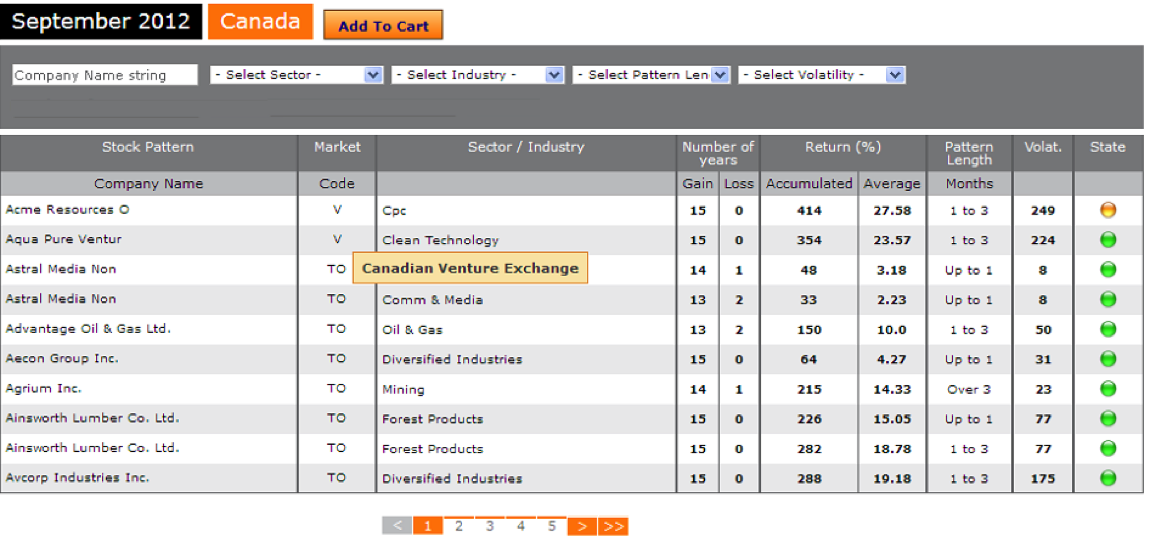 September 2012 Canada Add To Cart
Company Name string - Select Sector - - Select Industry - - Select Pattern Len - Select Volatility -
Stock Pattern Market Sector / Industry Number of years Return (%) Pattern Length Volat. State
Company Name Code Gain Loss Accumulated Average Months
Acme Resources O V Cpc 15 0 414 27.58 1 to 3 249
Aqua Pure Ventur V Clean Technology 15 0 354 23.57 1 to 3 224
Astral Media Non TO Canadian Venture Exchange 14 1 48 3.18 Up to 1 8
Astral Media Non TO Comm & Media 13 2 33 2.23 Up to 1 8
Advantage Oil & Gas Ltd. TO Oil & Gas 13 2 150 10.0 1 to 3 50
Aecon Group Inc. TO Diversified Industries 15 0 64 4.27 Up to 1 31
Agrium Inc. TO Mining 14 1 215 14.33 Over 3 23
Ainsworth Lumber Co. Ltd. TO Forest Products 15 0 226 15.05 Up to 1 77
Ainsworth Lumber Co. Ltd. TO Forest Products 15 0 282 18.78 1 to 3 77
Avcorp Industries Inc. TO Diversified Industries 15 0 288 19.18 1 to 3 175
< 1 2 3 4 5 > >>